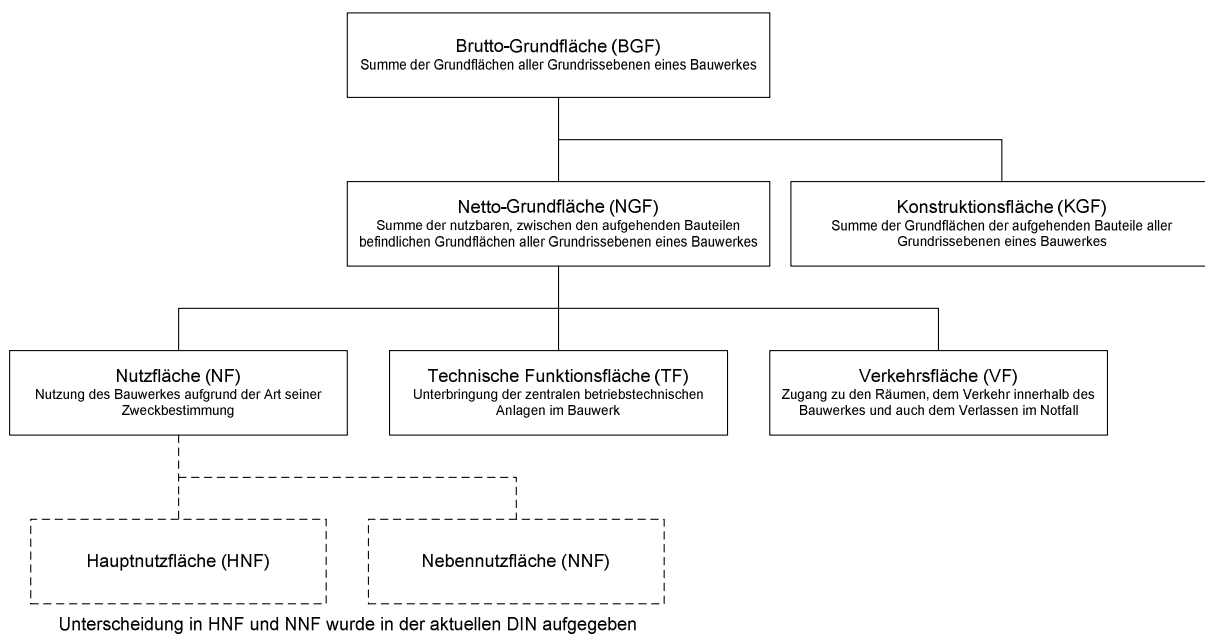 Brutto-Grundfläche (BGF)
Summe der Grundflächen aller Grundrissebenen eines Bauwerkes
Netto-Grundfläche (NGF)
Summe der nutzbaren, zwischen den aufgehenden Bauteilen
befindlichen Grundflächen aller Grundrissebenen eines Bauwerkes
Konstruktionsfläche (KGF)
Summe der Grundflächen der aufgehenden Bauteile aller
Grundrissebenen eines Bauwerkes
Nutzfläche (NF)
Nutzung des Bauwerkes aufgrund der Art seiner
Zweckbestimmung
Technische Funktionsfläche (TF)
Unterbringung der zentralen betriebstechnischen
Anlagen im Bauwerk
Verkehrsfläche (VF)
Zugang zu den Räumen, dem Verkehr innerhalb des
Bauwerkes und auch dem Verlassen im Notfall
Hauptnutzfläche (HNF)
Nebennutzfläche (NNF)
Unterscheidung in HNF und NNF wurde in der aktuellen DIN aufgegeben